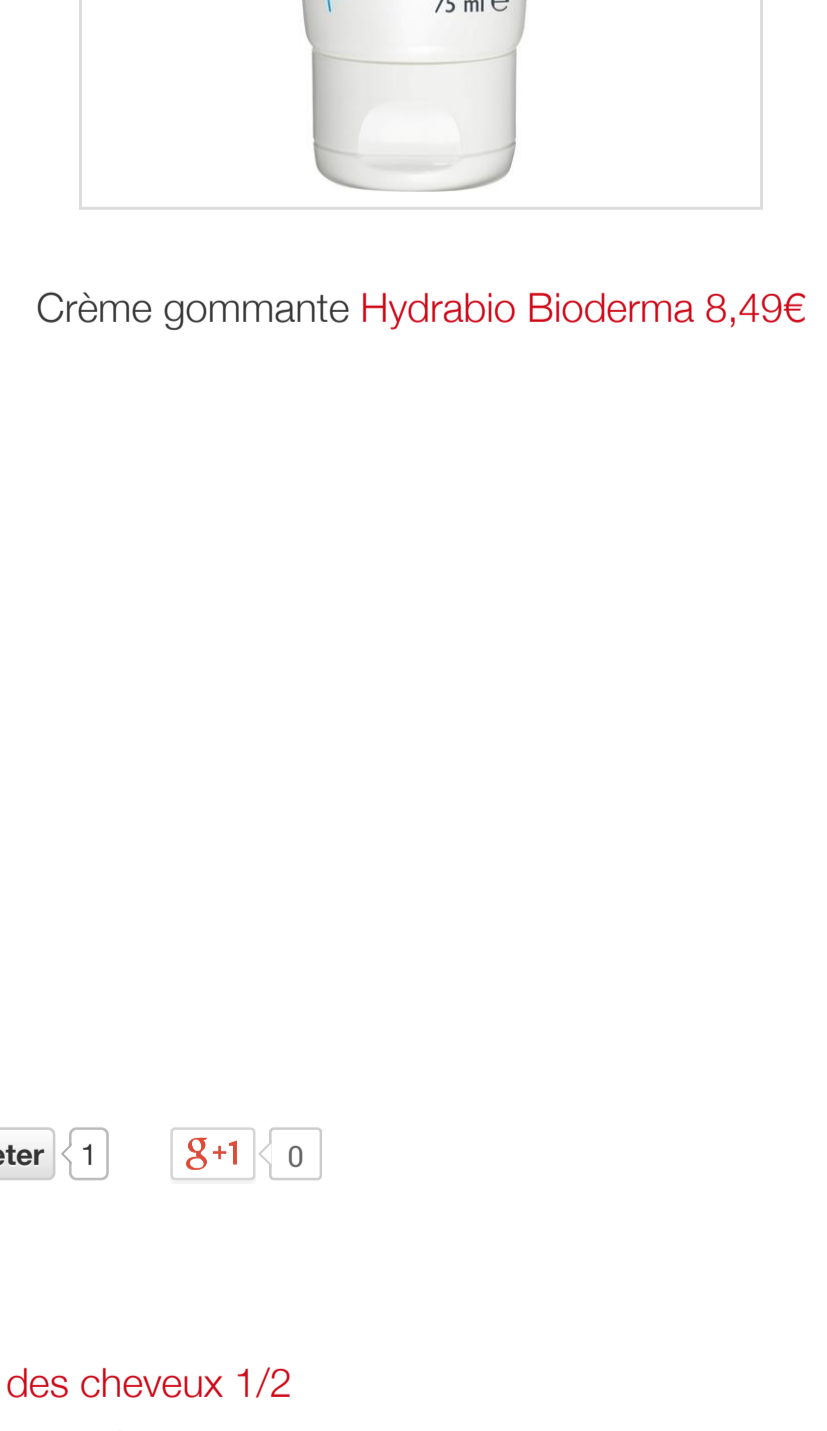 75 ml e
Crème gommante Hydrabio Bioderma 8,49€
eter 1 g+1 0
des cheveux 1/2